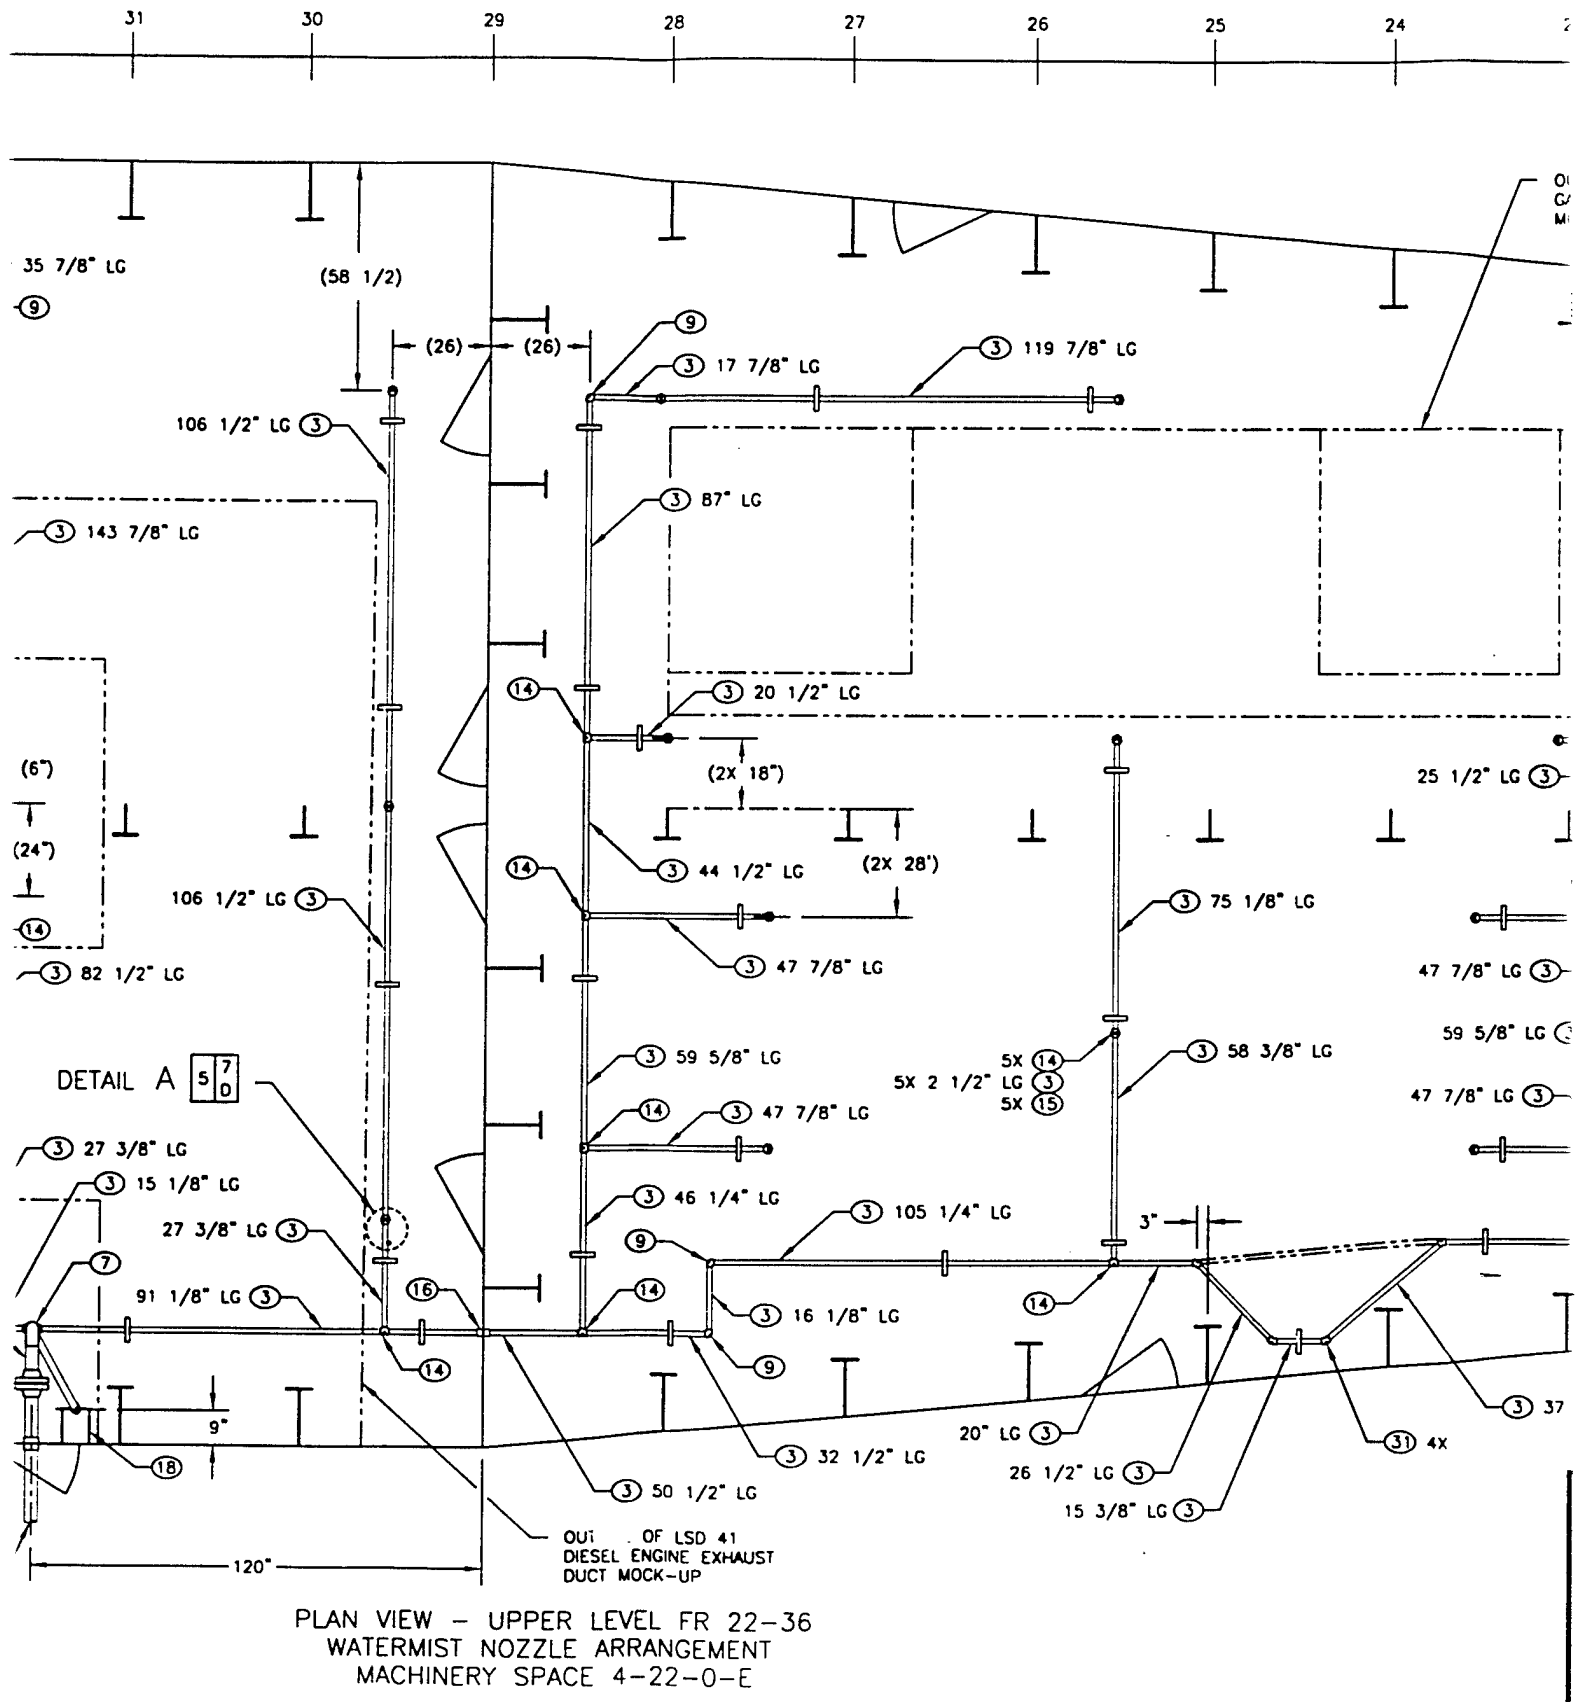 31 30 29 28 27 26 25 24
35 7/8" LG
9
(58 1/2)
(26) (26)
9
3 17 7/8" LG
3 119 7/8" LG
106 1/2" LG 3
3 87" LG
3 143 7/8" LG
14
3 20 1/2" LG
(6")
(2X 18")
25 1/2" LG 3
(24")
14
3 44 1/2" LG
(2X 28')
106 1/2" LG 3
3 75 1/8" LG
14
3 82 1/2" LG
3 47 7/8" LG
47 7/8" LG 3
59 5/8" LG
3 59 5/8" LG
3 58 3/8" LG
5X 14
5X 2 1/2" LG 3
5X 15
DETAIL A 5 7 D
47 7/8" LG 3
14
3 47 7/8" LG
3 27 3/8" LG
3 15 1/8" LG
3 46 1/4" LG
3 105 1/4" LG
3"
27 3/8" LG 3
9
7
91 1/8" LG 3
16
14
3 16 1/8" LG
14
14
9
9"
18
3 37
20" LG 3
31 4X
3 32 1/2" LG
26 1/2" LG 3
3 50 1/2" LG
15 3/8" LG 3
OF LSD 41
DIESEL ENGINE EXHAUST
DUCT MOCK-UP
120"
PLAN VIEW – UPPER LEVEL FR 22-36
WATERMIST NOZZLE ARRANGEMENT
MACHINERY SPACE 4-22-0-E